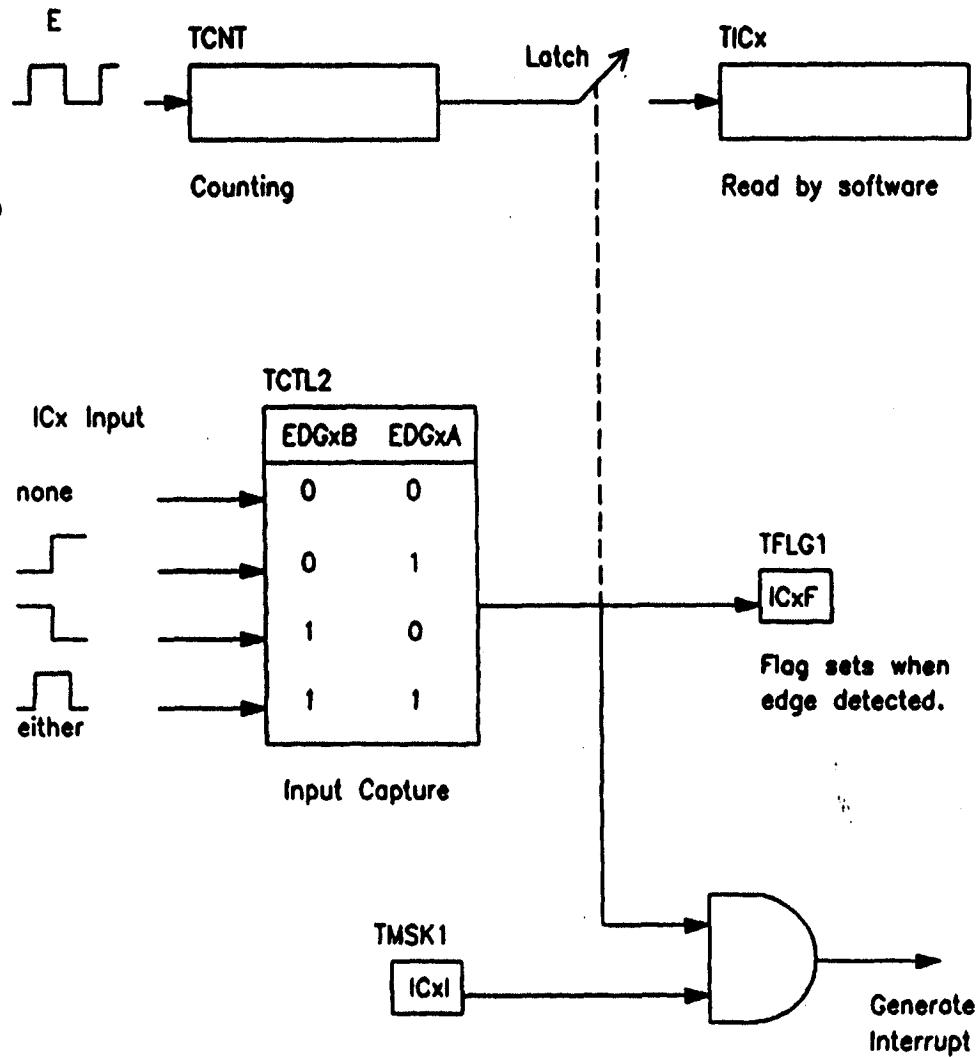 E
TCNT
Latch
TICx
Counting
Read by software
TCTL2
ICx Input
EDGxB EDGxA
none
0 0
0 1
1 0
1 1
either
Input Capture
TFLG1
ICxF
Flag sets when
edge detected.
TMSK1
ICxI
Generate
Interrupt